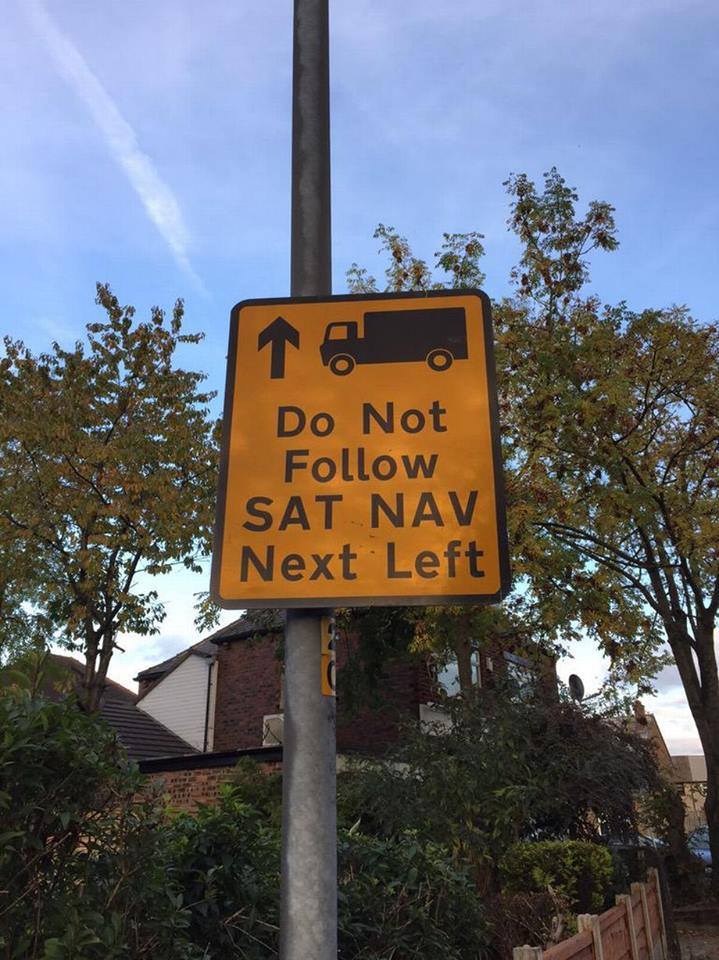 Do Not
Follow
SAT NAV
Next Left